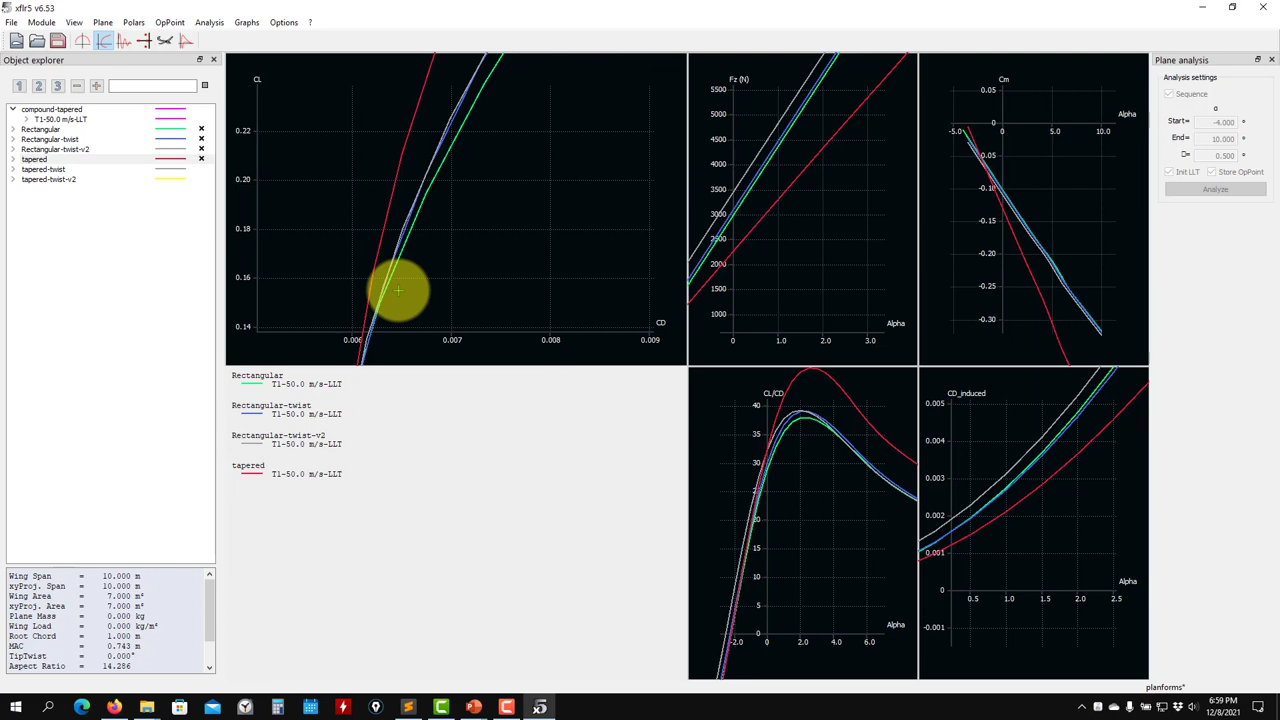 xflr5 v6.53
File Module View Plane Polars OpPoint Analysis Graphs Options ?
Object explorer
1 2 3
compound-tapered
T1-50.0 m/s-LLT
Rectangular
Rectangular-twist
Rectangular-twist-v2
tapered
tapered-twist
tapered-twist-v2
Wing Span = 10.000 m
xyProj. Span = 10.000 m
Wing Area = 7.000 m²
xyProj. Area = 7.000 m²
Plane Mass = 0.000 kg
Wing Load = 0.000 kg/m²
Root Chord = 1.000 m
MAC = 0.743 m
TipTwist = 0.000°
Aspect Ratio = 14.286
CL
0.22
0.20
0.18
0.16
0.14
CD
0.006 0.007 0.008 0.009
Fz (N)
5500
5000
4500
4000
3500
3000
2500
2000
1500
1000
Alpha
0 1.0 2.0 3.0
Cm
0.05
0
-5.0 5.0 10.0
Alpha
-0.05
-0.10
-0.15
-0.20
-0.25
-0.30
Rectangular
T1-50.0 m/s-LLT
Rectangular-twist
T1-50.0 m/s-LLT
Rectangular-twist-v2
T1-50.0 m/s-LLT
tapered
T1-50.0 m/s-LLT
CL/CD
40
35
30
25
20
15
10
5
0
Alpha
-2.0 0 2.0 4.0 6.0
CD_induced
0.005
0.004
0.003
0.002
0.001
0
-0.001
Alpha
0.5 1.0 1.5 2.0 2.5
Plane analysis
Analysis settings
Sequence
α
Start= -4.000 °
End= 10.000 °
= 0.500 °
Init LLT Store OpPoint
Analyze
planforms*
6:59 PM
12/8/2021